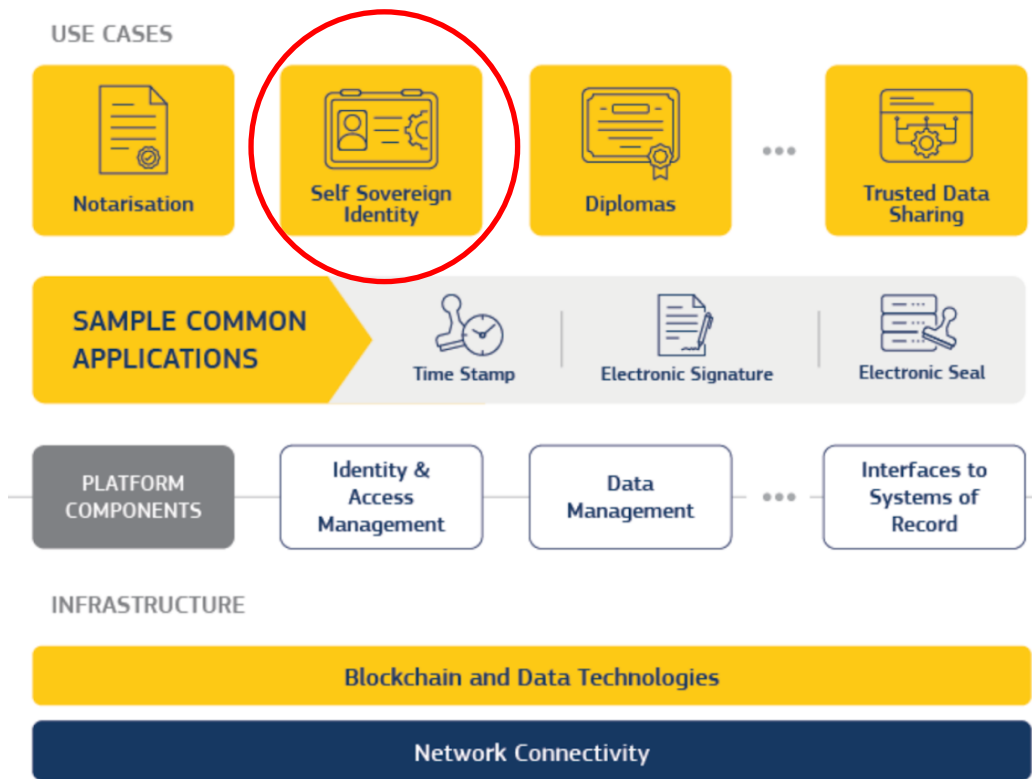 USE CASES
Notarisation
Self Sovereign
Identity
Diplomas
Trusted Data
Sharing
SAMPLE COMMON
APPLICATIONS
Time Stamp
Electronic Signature
Electronic Seal
PLATFORM
COMPONENTS
Identity &
Access
Management
Data
Management
Interfaces to
Systems of
Record
INFRASTRUCTURE
Blockchain and Data Technologies
Network Connectivity